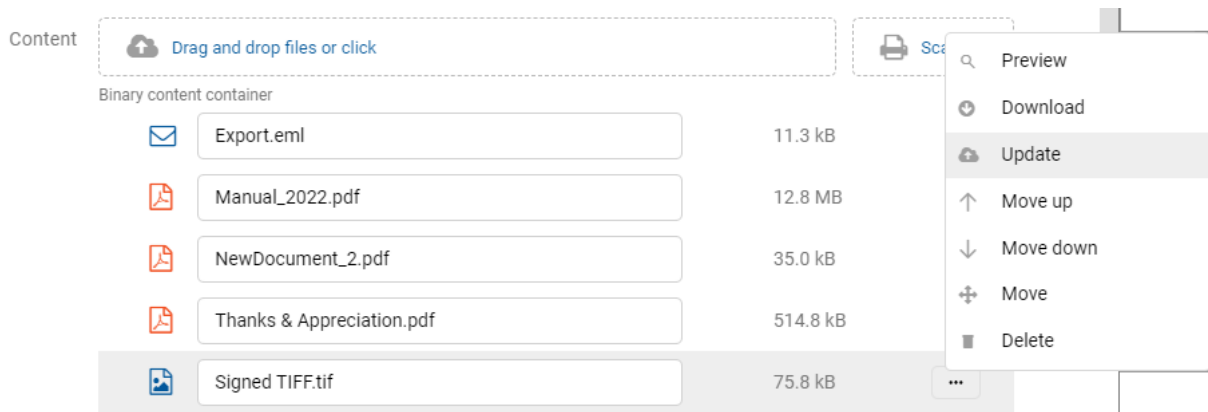 Content
Drag and drop files or click
Binary content container
Export.eml 11.3 kB
Manual_2022.pdf 12.8 MB
NewDocument_2.pdf 35.0 kB
Thanks & Appreciation.pdf 514.8 kB
Signed TIFF.tif 75.8 kB
Preview
Download
Update
Move up
Move down
Move
Delete